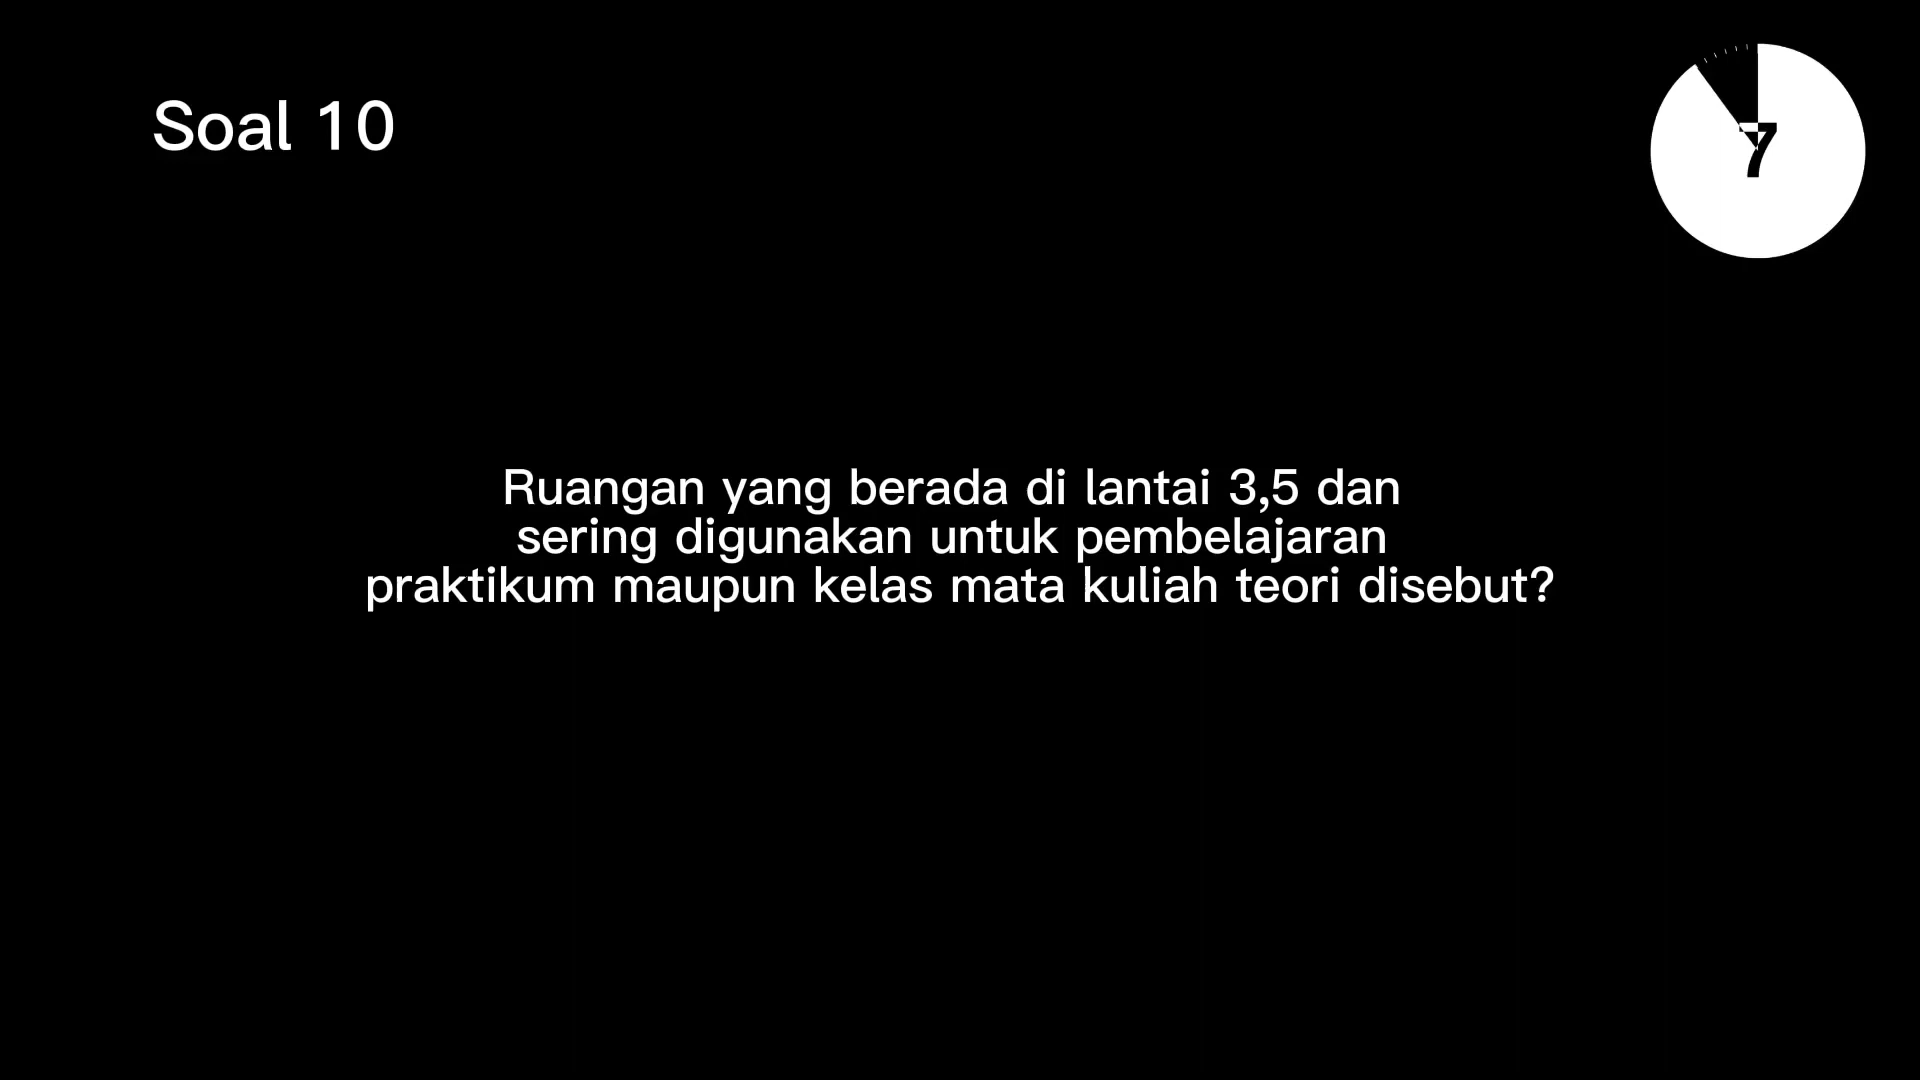 Soal 10
7
Ruangan yang berada di lantai 3,5 dan
sering digunakan untuk pembelajaran
praktikum maupun kelas mata kuliah teori disebut?